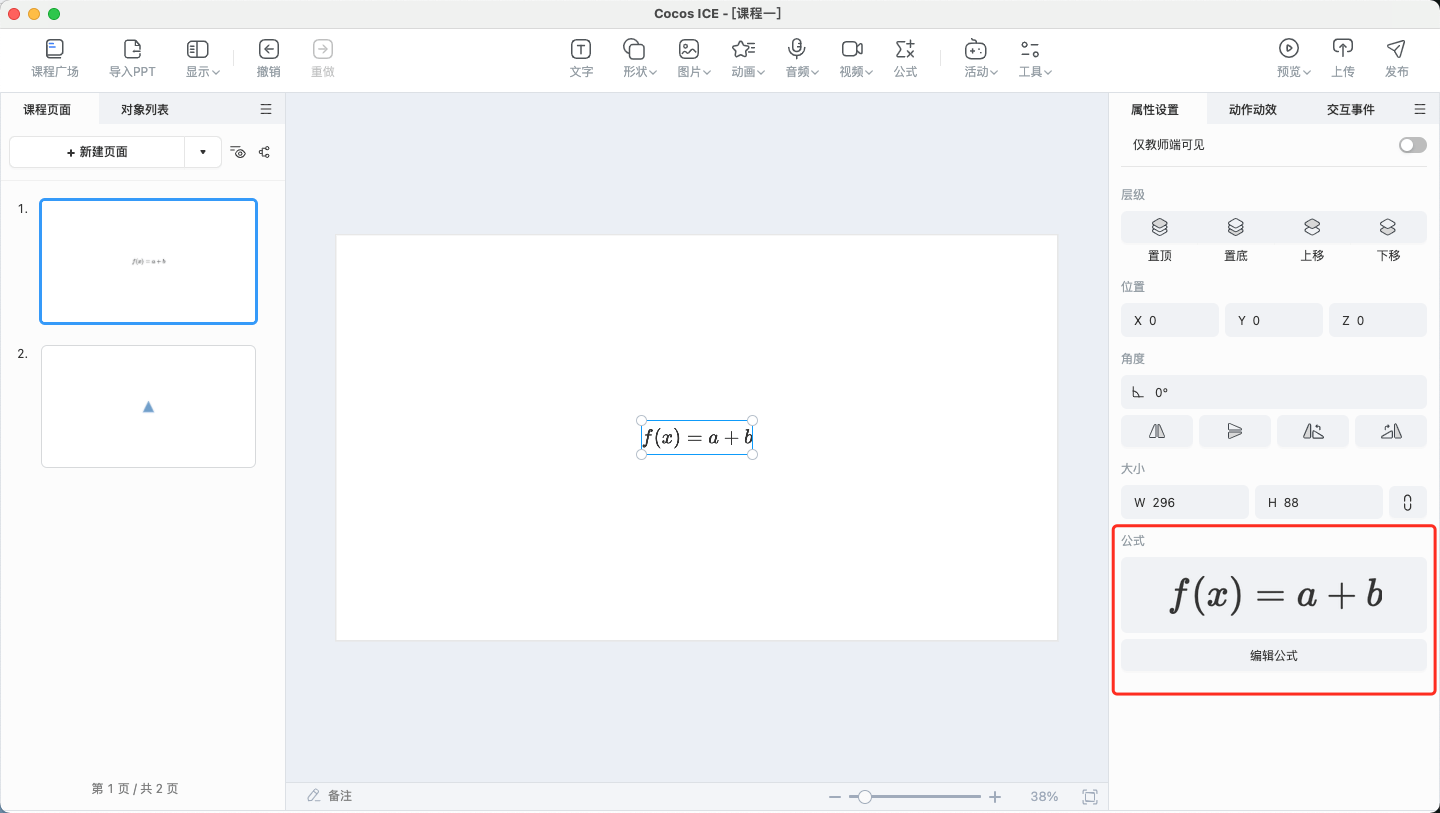 Cocos ICE - [课程一]
课程广场 导入PPT 显示 撤销 重做 文字 形状 图片 动画 音频 视频 公式 活动 工具 预览 上传 发布
课程页面 对象列表
+ 新建页面
1.
f(x) = a + b
2.
第 1 页 / 共 2 页
f(x) = a + b
备注
38%
属性设置 动作动效 交互事件
仅教师端可见
层级
置顶 置底 上移 下移
位置
X 0 Y 0 Z 0
角度
0°
大小
W 296 H 88
公式
f(x) = a + b
编辑公式